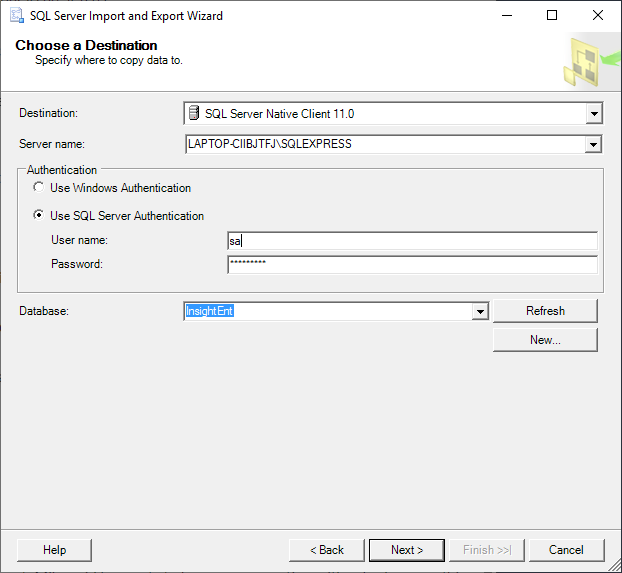 SQL Server Import and Export Wizard
Choose a Destination
Specify where to copy data to.
Destination:
SQL Server Native Client 11.0
Server name:
LAPTOP-CIIBJTFJ\SQLEXPRESS
Authentication
Use Windows Authentication
Use SQL Server Authentication
User name:
sa
Password:
*********
Database:
InsightEnt
Refresh
New...
Help
< Back
Next >
Finish >>|
Cancel